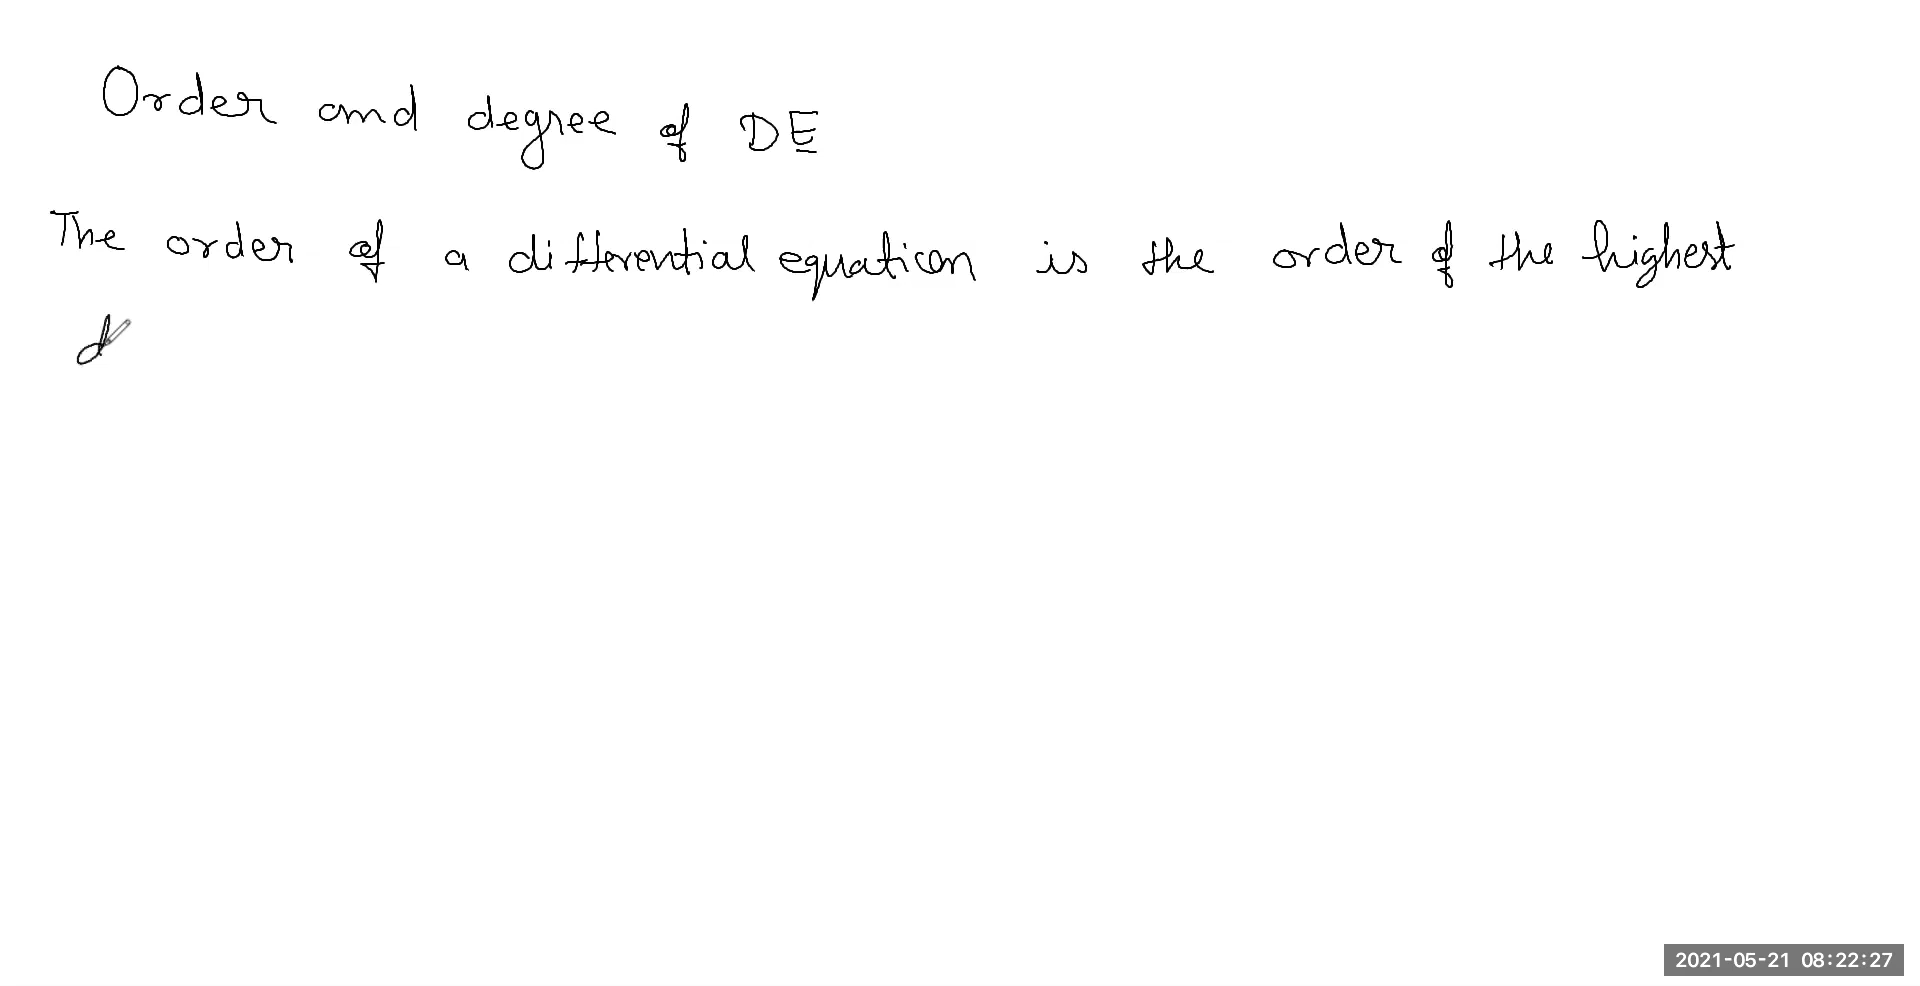 Order and degree of DE
The order of a differential equation is the order of the highest
d
2021-05-21 08:22:27